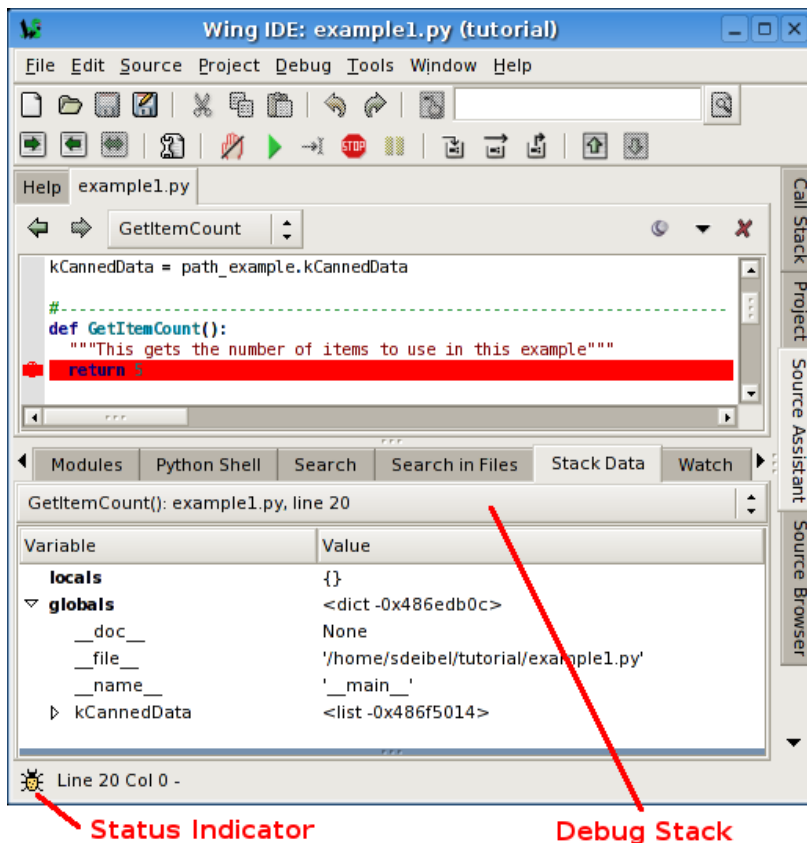 Wing IDE: example1.py (tutorial)
File Edit Source Project Debug Tools Window Help
STOP
Help example1.py
GetItemCount
kCannedData = path_example.kCannedData
#-----------------------------------------------------------------------
def GetItemCount():
"""This gets the number of items to use in this example"""
return 5
Modules Python Shell Search Search in Files Stack Data Watch
GetItemCount(): example1.py, line 20
Variable Value
locals {}
globals <dict -0x486edb0c>
__doc__ None
__file__ '/home/sdeibel/tutorial/example1.py'
__name__ '__main__'
kCannedData <list -0x486f5014>
Line 20 Col 0 -
Call Stack
Project
Source Assistant
Source Browser
Status Indicator
Debug Stack